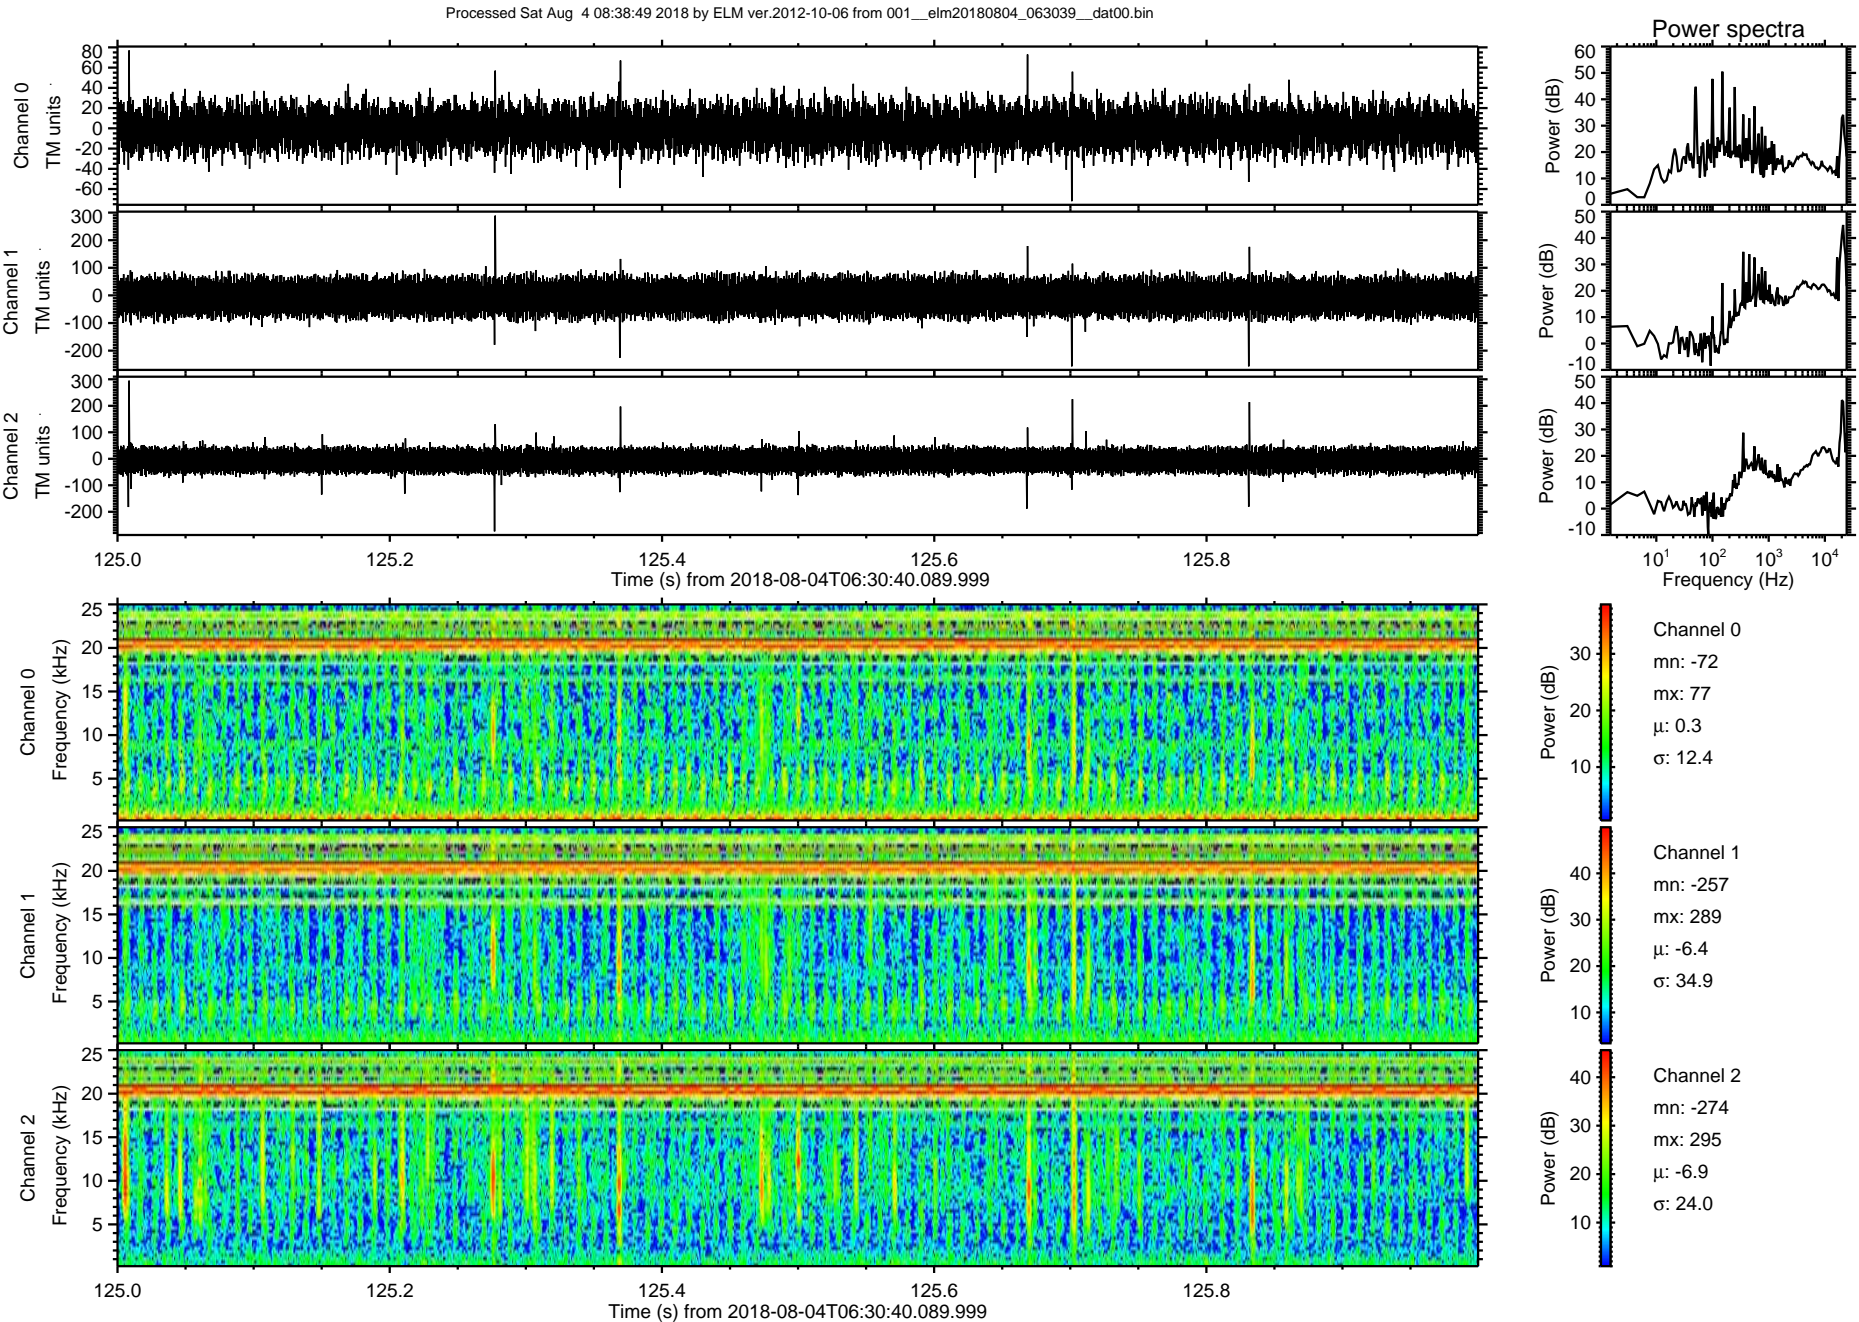 Processed Sat Aug  4 08:38:49 2018 by ELM ver.2012-10-06 from 001__elm20180804_063039__dat00.bin
Power spectra
Channel 0
TM units
80
60
40
20
0
-20
-40
-60
Power (dB)
60
50
40
30
20
10
0
Channel 1
TM units
300
200
100
0
-100
-200
Power (dB)
50
40
30
20
10
0
-10
Channel 2
TM units
300
200
100
0
-100
-200
Power (dB)
50
40
30
20
10
0
-10
125.0 125.2 125.4 125.6 125.8
Time (s) from 2018-08-04T06:30:40.089.999
10¹ 10² 10³ 10⁴
Frequency (Hz)
Channel 0
Frequency (kHz)
25
20
15
10
5
Power (dB)
30
20
10
Channel 0
mn: -72
mx: 77
μ: 0.3
σ: 12.4
Channel 1
Frequency (kHz)
25
20
15
10
5
Power (dB)
40
30
20
10
Channel 1
mn: -257
mx: 289
μ: -6.4
σ: 34.9
Channel 2
Frequency (kHz)
25
20
15
10
5
Power (dB)
40
30
20
10
Channel 2
mn: -274
mx: 295
μ: -6.9
σ: 24.0
125.0 125.2 125.4 125.6 125.8
Time (s) from 2018-08-04T06:30:40.089.999